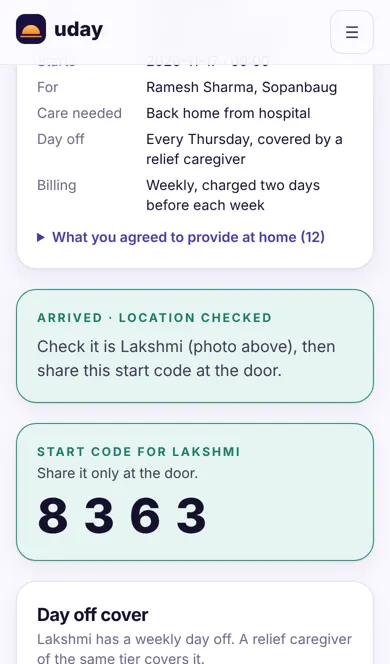 uday
For Ramesh Sharma, Sopanbaug
Care needed Back home from hospital
Day off Every Thursday, covered by a
relief caregiver
Billing Weekly, charged two days
before each week
▶ What you agreed to provide at home (12)
ARRIVED · LOCATION CHECKED
Check it is Lakshmi (photo above), then
share this start code at the door.
START CODE FOR LAKSHMI
Share it only at the door.
8 3 6 3
Day off cover
Lakshmi has a weekly day off. A relief caregiver
of the same tier covers it.